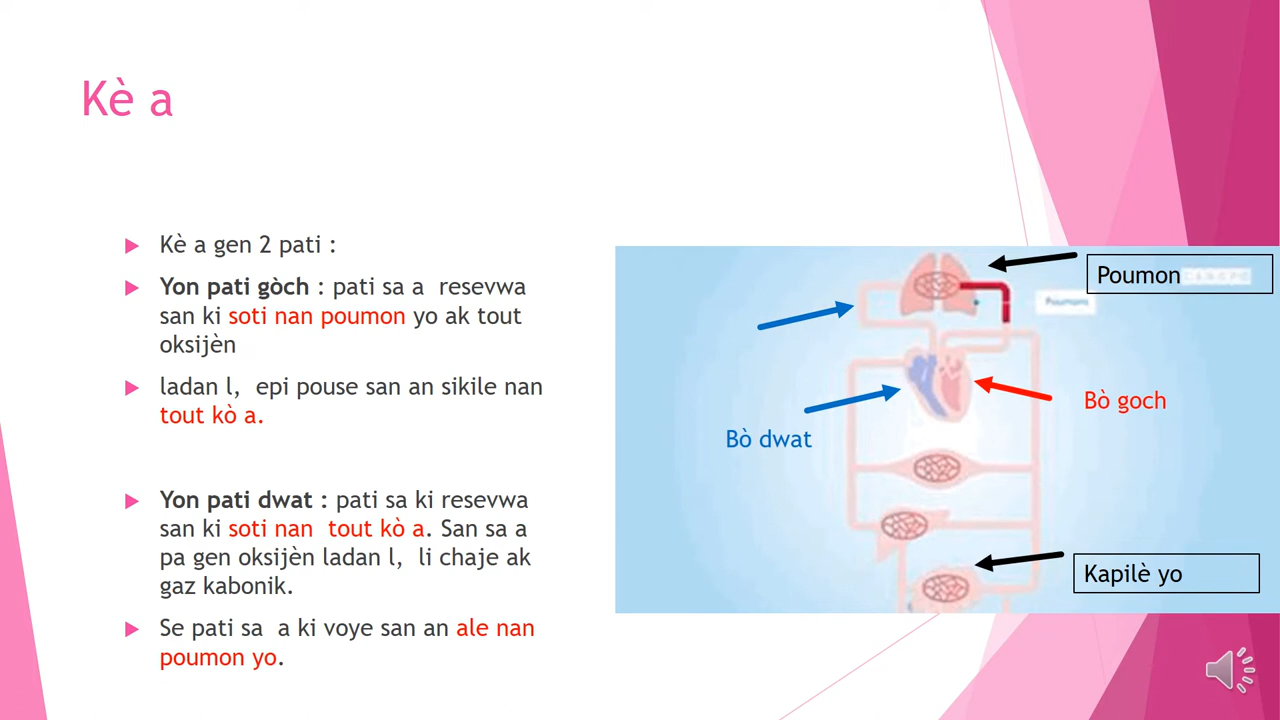 Kè a
Kè a gen 2 pati :
Yon pati gòch : pati sa a resevwa
san ki soti nan poumon yo ak tout
oksijèn
ladan l, epi pouse san an sikile nan
tout kò a.
Yon pati dwat : pati sa ki resevwa
san ki soti nan tout kò a. San sa a
pa gen oksijèn ladan l, li chaje ak
gaz kabonik.
Se pati sa a ki voye san an ale nan
poumon yo.
Poumon
Poumons
Bò goch
Bò dwat
Kapilè yo